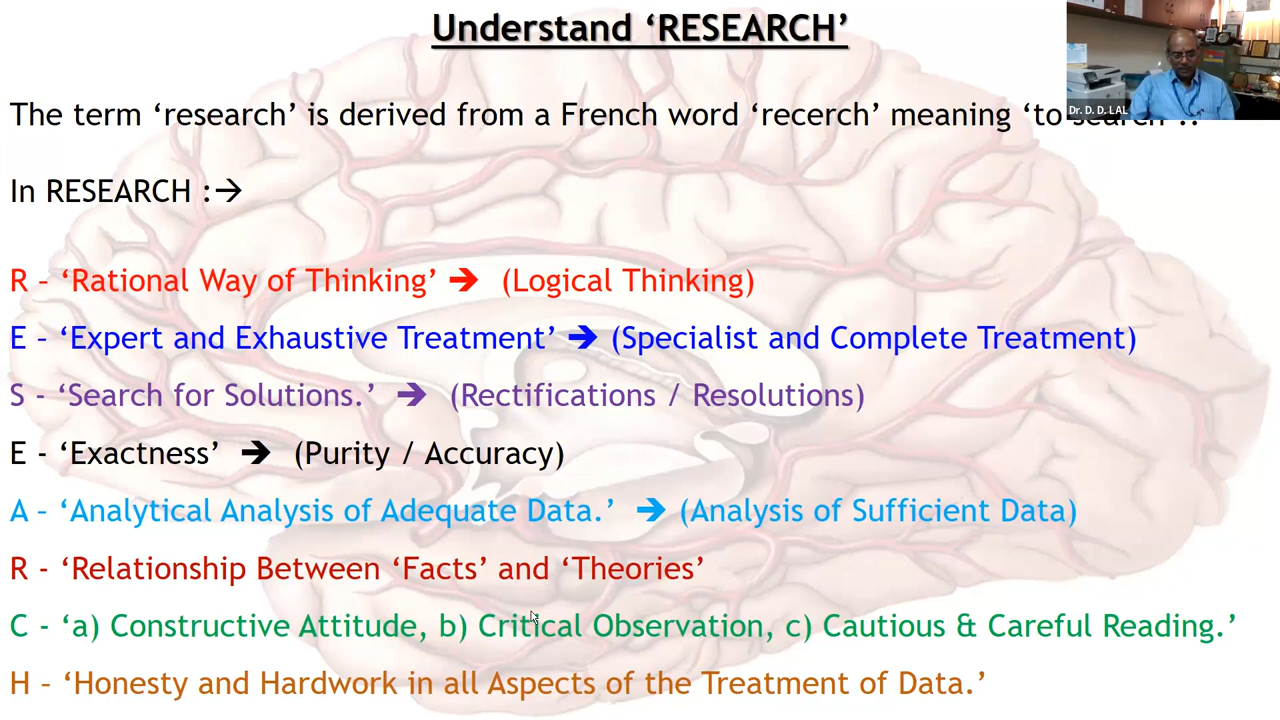 Understand ‘RESEARCH’
Dr. D. D. LAL
The term ‘research’ is derived from a French word ‘recerch’ meaning ‘to search’..
In RESEARCH :→
R – ‘Rational Way of Thinking’ ➔ (Logical Thinking)
E – ‘Expert and Exhaustive Treatment’ ➔ (Specialist and Complete Treatment)
S - ‘Search for Solutions.’ ➔ (Rectifications / Resolutions)
E - ‘Exactness’ ➔ (Purity / Accuracy)
A – ‘Analytical Analysis of Adequate Data.’ ➔ (Analysis of Sufficient Data)
R - ‘Relationship Between ‘Facts’ and ‘Theories’
C - ‘a) Constructive Attitude, b) Critical Observation, c) Cautious & Careful Reading.’
H – ‘Honesty and Hardwork in all Aspects of the Treatment of Data.’